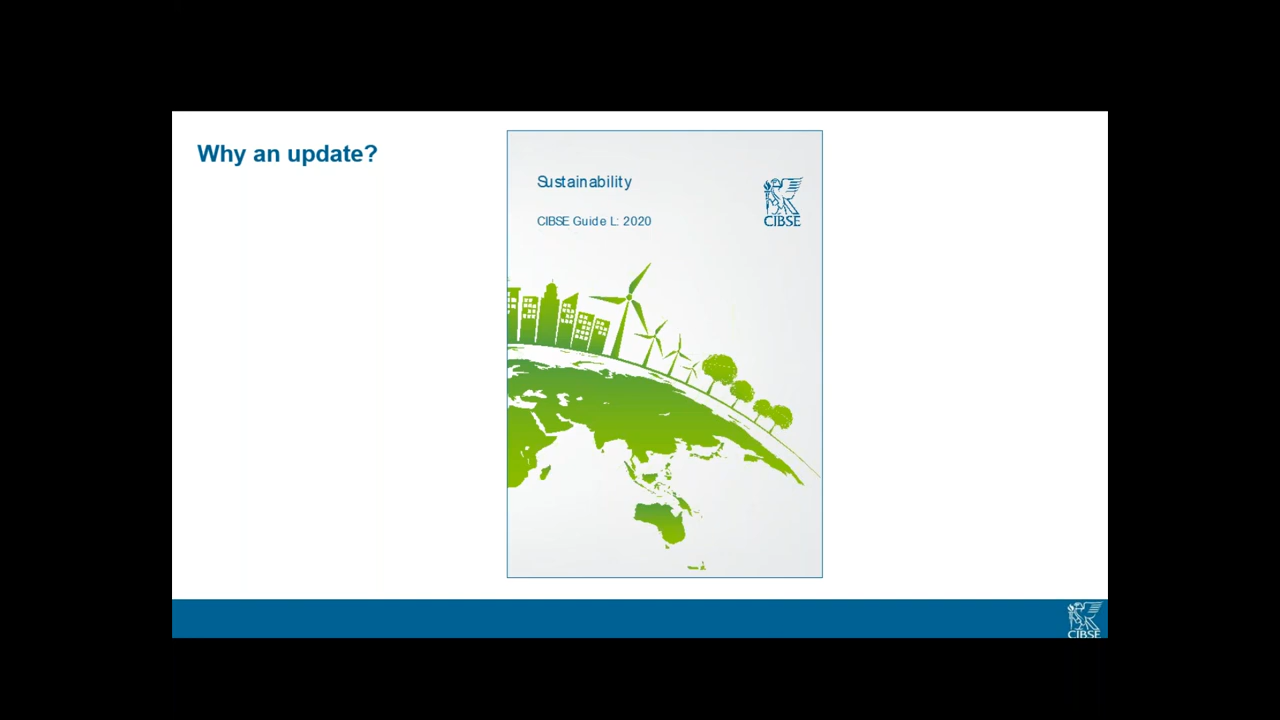 Why an update?
Sustainability
CIBSE Guide L: 2020
CIBSE
CIBSE